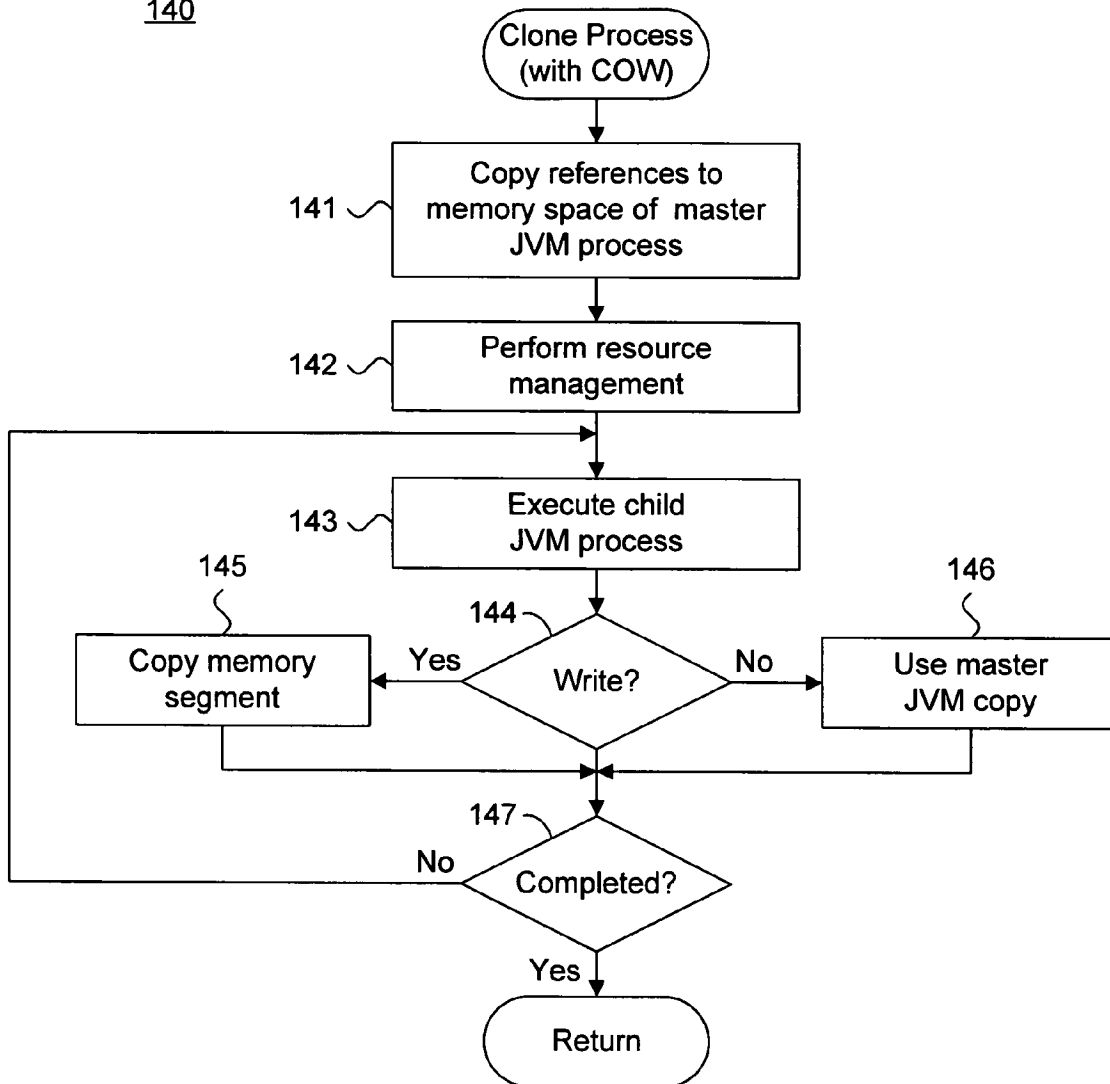 140
Clone Process
(with COW)
141
Copy references to
memory space of master
JVM process
142
Perform resource
management
143
Execute child
JVM process
145
144
146
Copy memory
segment
Yes
Write?
No
Use master
JVM copy
147
No
Completed?
Yes
Return